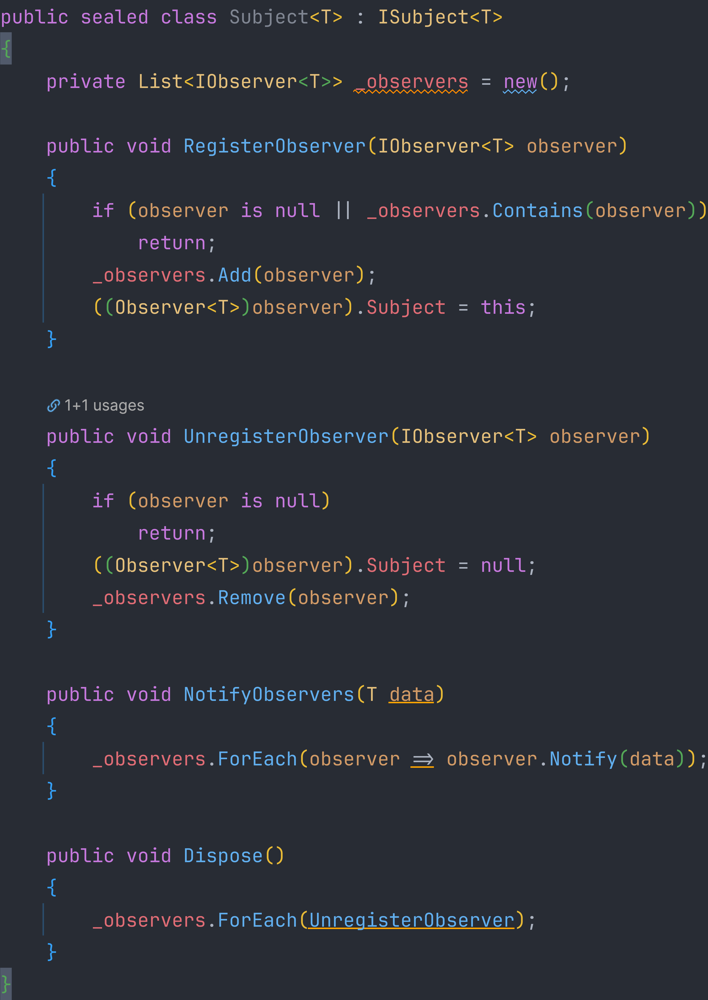 public sealed class Subject<T> : ISubject<T>
{
    private List<IObserver<T>> _observers = new();

    public void RegisterObserver(IObserver<T> observer)
    {
        if (observer is null || _observers.Contains(observer))
            return;
        _observers.Add(observer);
        ((Observer<T>)observer).Subject = this;
    }

    1+1 usages
    public void UnregisterObserver(IObserver<T> observer)
    {
        if (observer is null)
            return;
        ((Observer<T>)observer).Subject = null;
        _observers.Remove(observer);
    }

    public void NotifyObservers(T data)
    {
        _observers.ForEach(observer => observer.Notify(data));
    }

    public void Dispose()
    {
        _observers.ForEach(UnregisterObserver);
    }
}